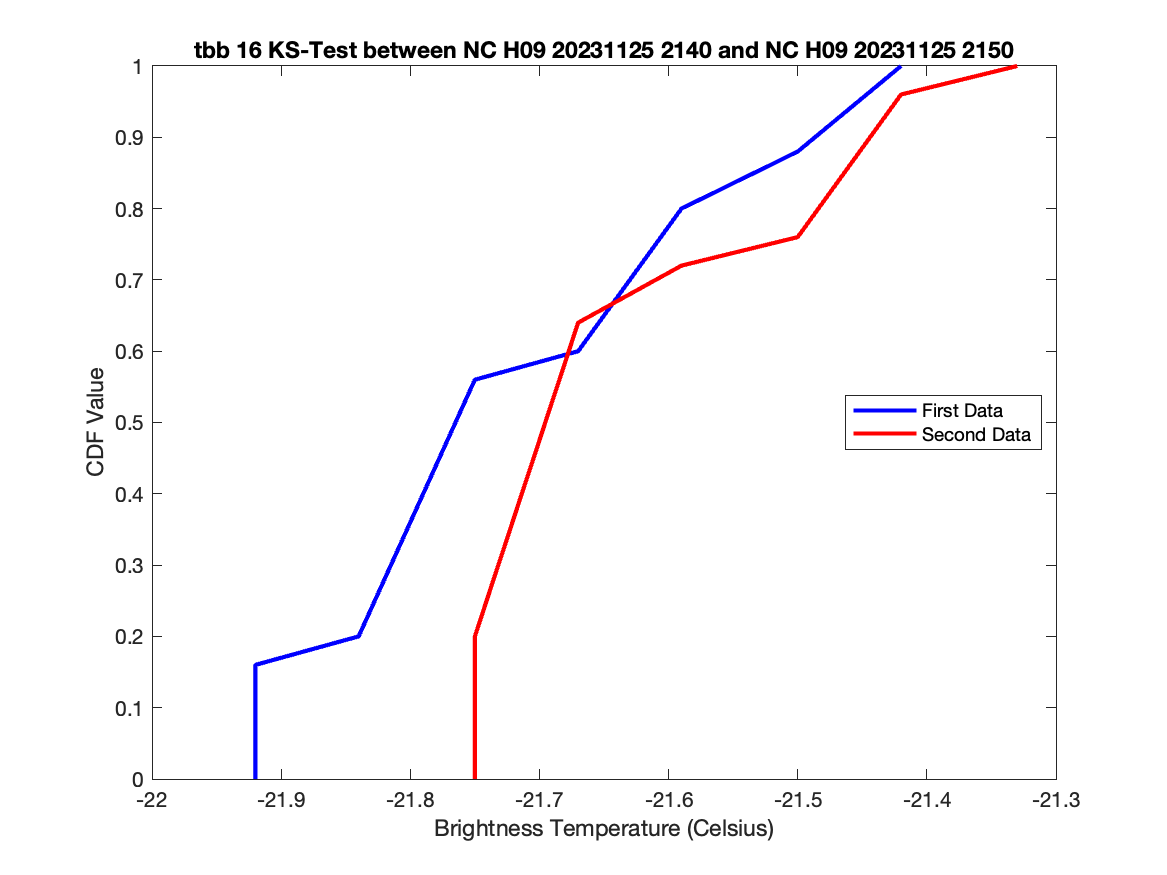 tbb 16 KS-Test between NC H09 20231125 2140 and NC H09 20231125 2150
1
0.9
0.8
0.7
0.6
0.5
0.4
0.3
0.2
0.1
0
CDF Value
First Data
Second Data
-22 -21.9 -21.8 -21.7 -21.6 -21.5 -21.4 -21.3
Brightness Temperature (Celsius)